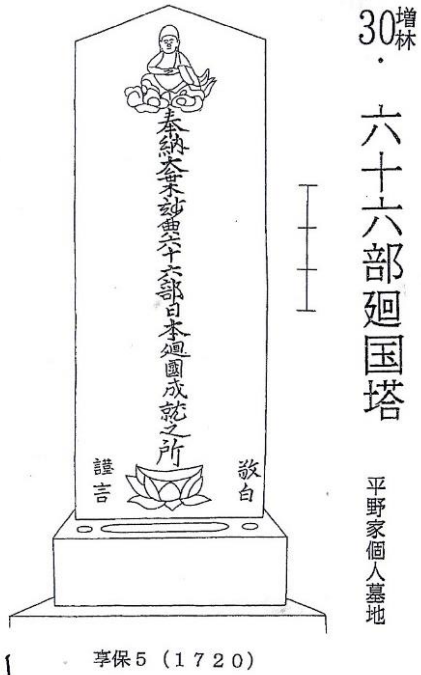 増林
30・六十六部廻国塔
平野家個人墓地
奉納大乗妙典六十六部日本廻國成就之所
敬白
謹言
享保5(1720)